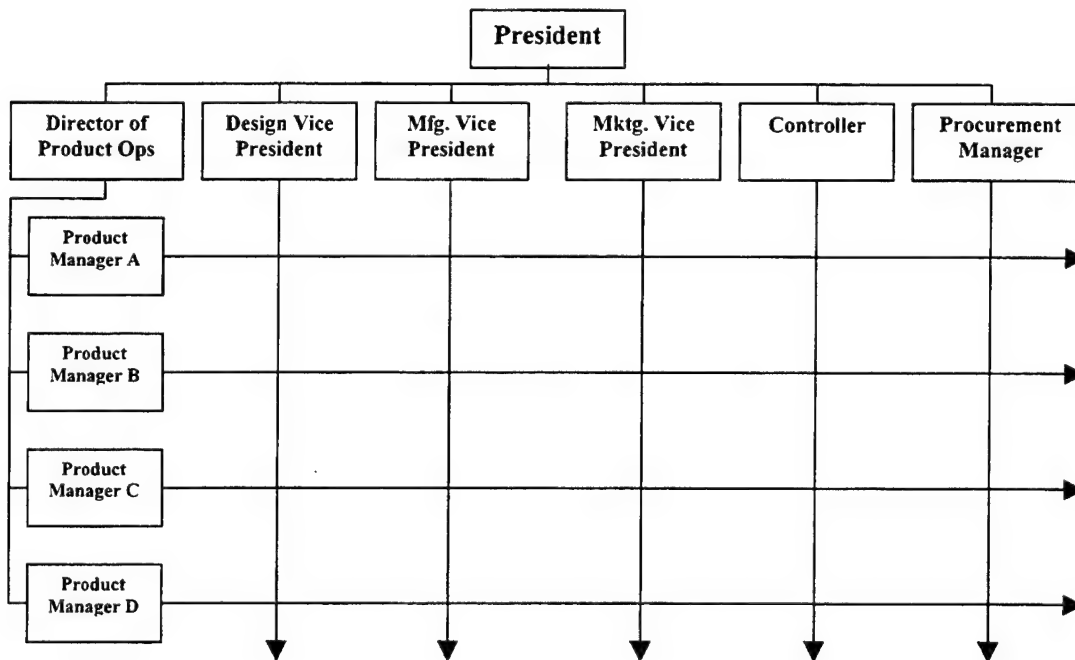 President
Director of
Product Ops
Design Vice
President
Mfg. Vice
President
Mktg. Vice
President
Controller
Procurement
Manager
Product
Manager A
Product
Manager B
Product
Manager C
Product
Manager D